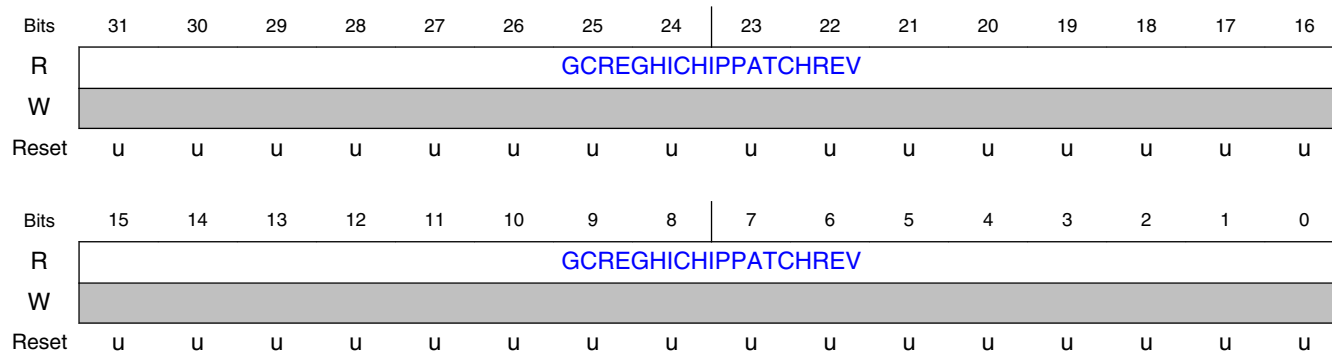 Bits 31 30 29 28 27 26 25 24 23 22 21 20 19 18 17 16
R GCREGHICHIPPATCHREV
W
Reset u u u u u u u u u u u u u u u u
Bits 15 14 13 12 11 10 9 8 7 6 5 4 3 2 1 0
R GCREGHICHIPPATCHREV
W
Reset u u u u u u u u u u u u u u u u